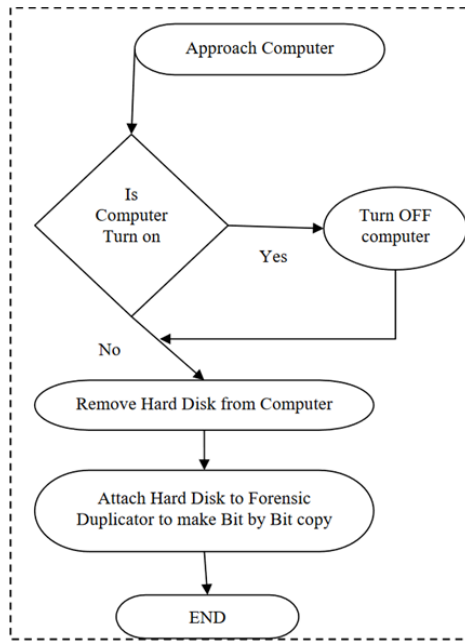 Approach Computer
Is
Computer
Turn on
Turn OFF
computer
Yes
No
Remove Hard Disk from Computer
Attach Hard Disk to Forensic
Duplicator to make Bit by Bit copy
END